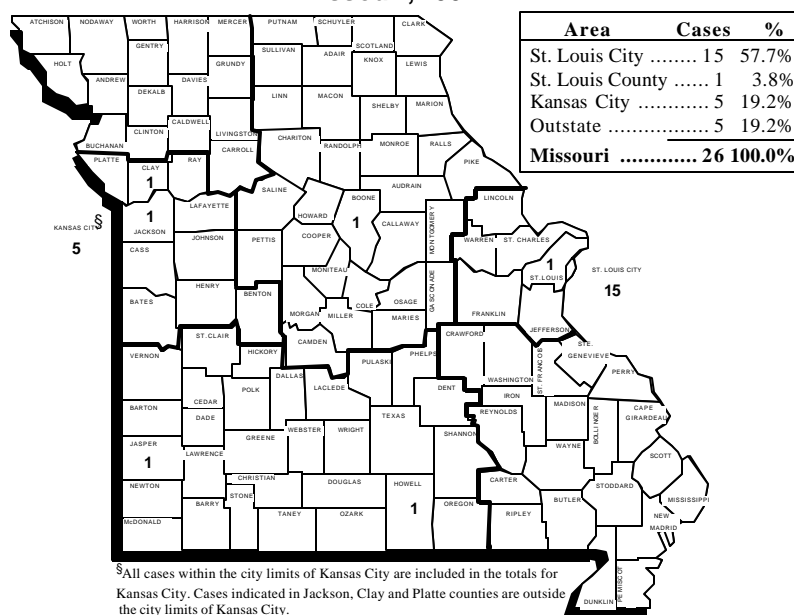 Area Cases %
St. Louis City ........ 15 57.7%
St. Louis County ...... 1 3.8%
Kansas City ............ 5 19.2%
Outstate ................ 5 19.2%
Missouri ............ 26 100.0%
ATCHISON NODAWAY WORTH HARRISON MERCER PUTNAM SCHUYLER CLARK
GENTRY SULLIVAN ADAIR SCOTLAND
KNOX
HOLT GRUNDY LEWIS
ANDREW DAVIES
DEKALB LINN MACON
SHELBY MARION
CALDWELL
CLINTON LIVINGSTON CHARITON
BUCHANAN CARROLL RANDOLPH MONROE RALLS
PLATTE CLAY RAY PIKE
1
SALINE AUDRAIN
LAFAYETTE BOONE LINCOLN
1 HOWARD 1
KANSAS CITY§ JACKSON COOPER CALLAWAY MONTGOMERY
5
CASS JOHNSON PETTIS WARREN ST. CHARLES
1
MONITEAU ST.LOUIS ST. LOUIS CITY
15
HENRY BENTON COLE OSAGE GASCONADE
BATES MORGAN MILLER MARIES FRANKLIN
JEFFERSON
ST.CLAIR CAMDEN CRAWFORD
STE.
GENEVIEVE
VERNON HICKORY PULASKI PHELPS ST. FRANCOIS
PERRY
DALLAS LACLEDE DENT WASHINGTON
POLK IRON
CEDAR MADISON
BARTON DADE TEXAS REYNOLDS BOLLINGER CAPE
GIRARDEAU
GREENE WEBSTER WRIGHT SHANNON
JASPER WAYNE
1 LAWRENCE SCOTT
CHRISTIAN DOUGLAS HOWELL CARTER
NEWTON STODDARD
STONE 1 BUTLER MISSISSIPPI
BARRY OREGON
TANEY OZARK RIPLEY NEW
MADRID
McDONALD
PEMISCOT
DUNKLIN
§All cases within the city limits of Kansas City are included in the totals for
Kansas City. Cases indicated in Jackson, Clay and Platte counties are outside
the city limits of Kansas City.